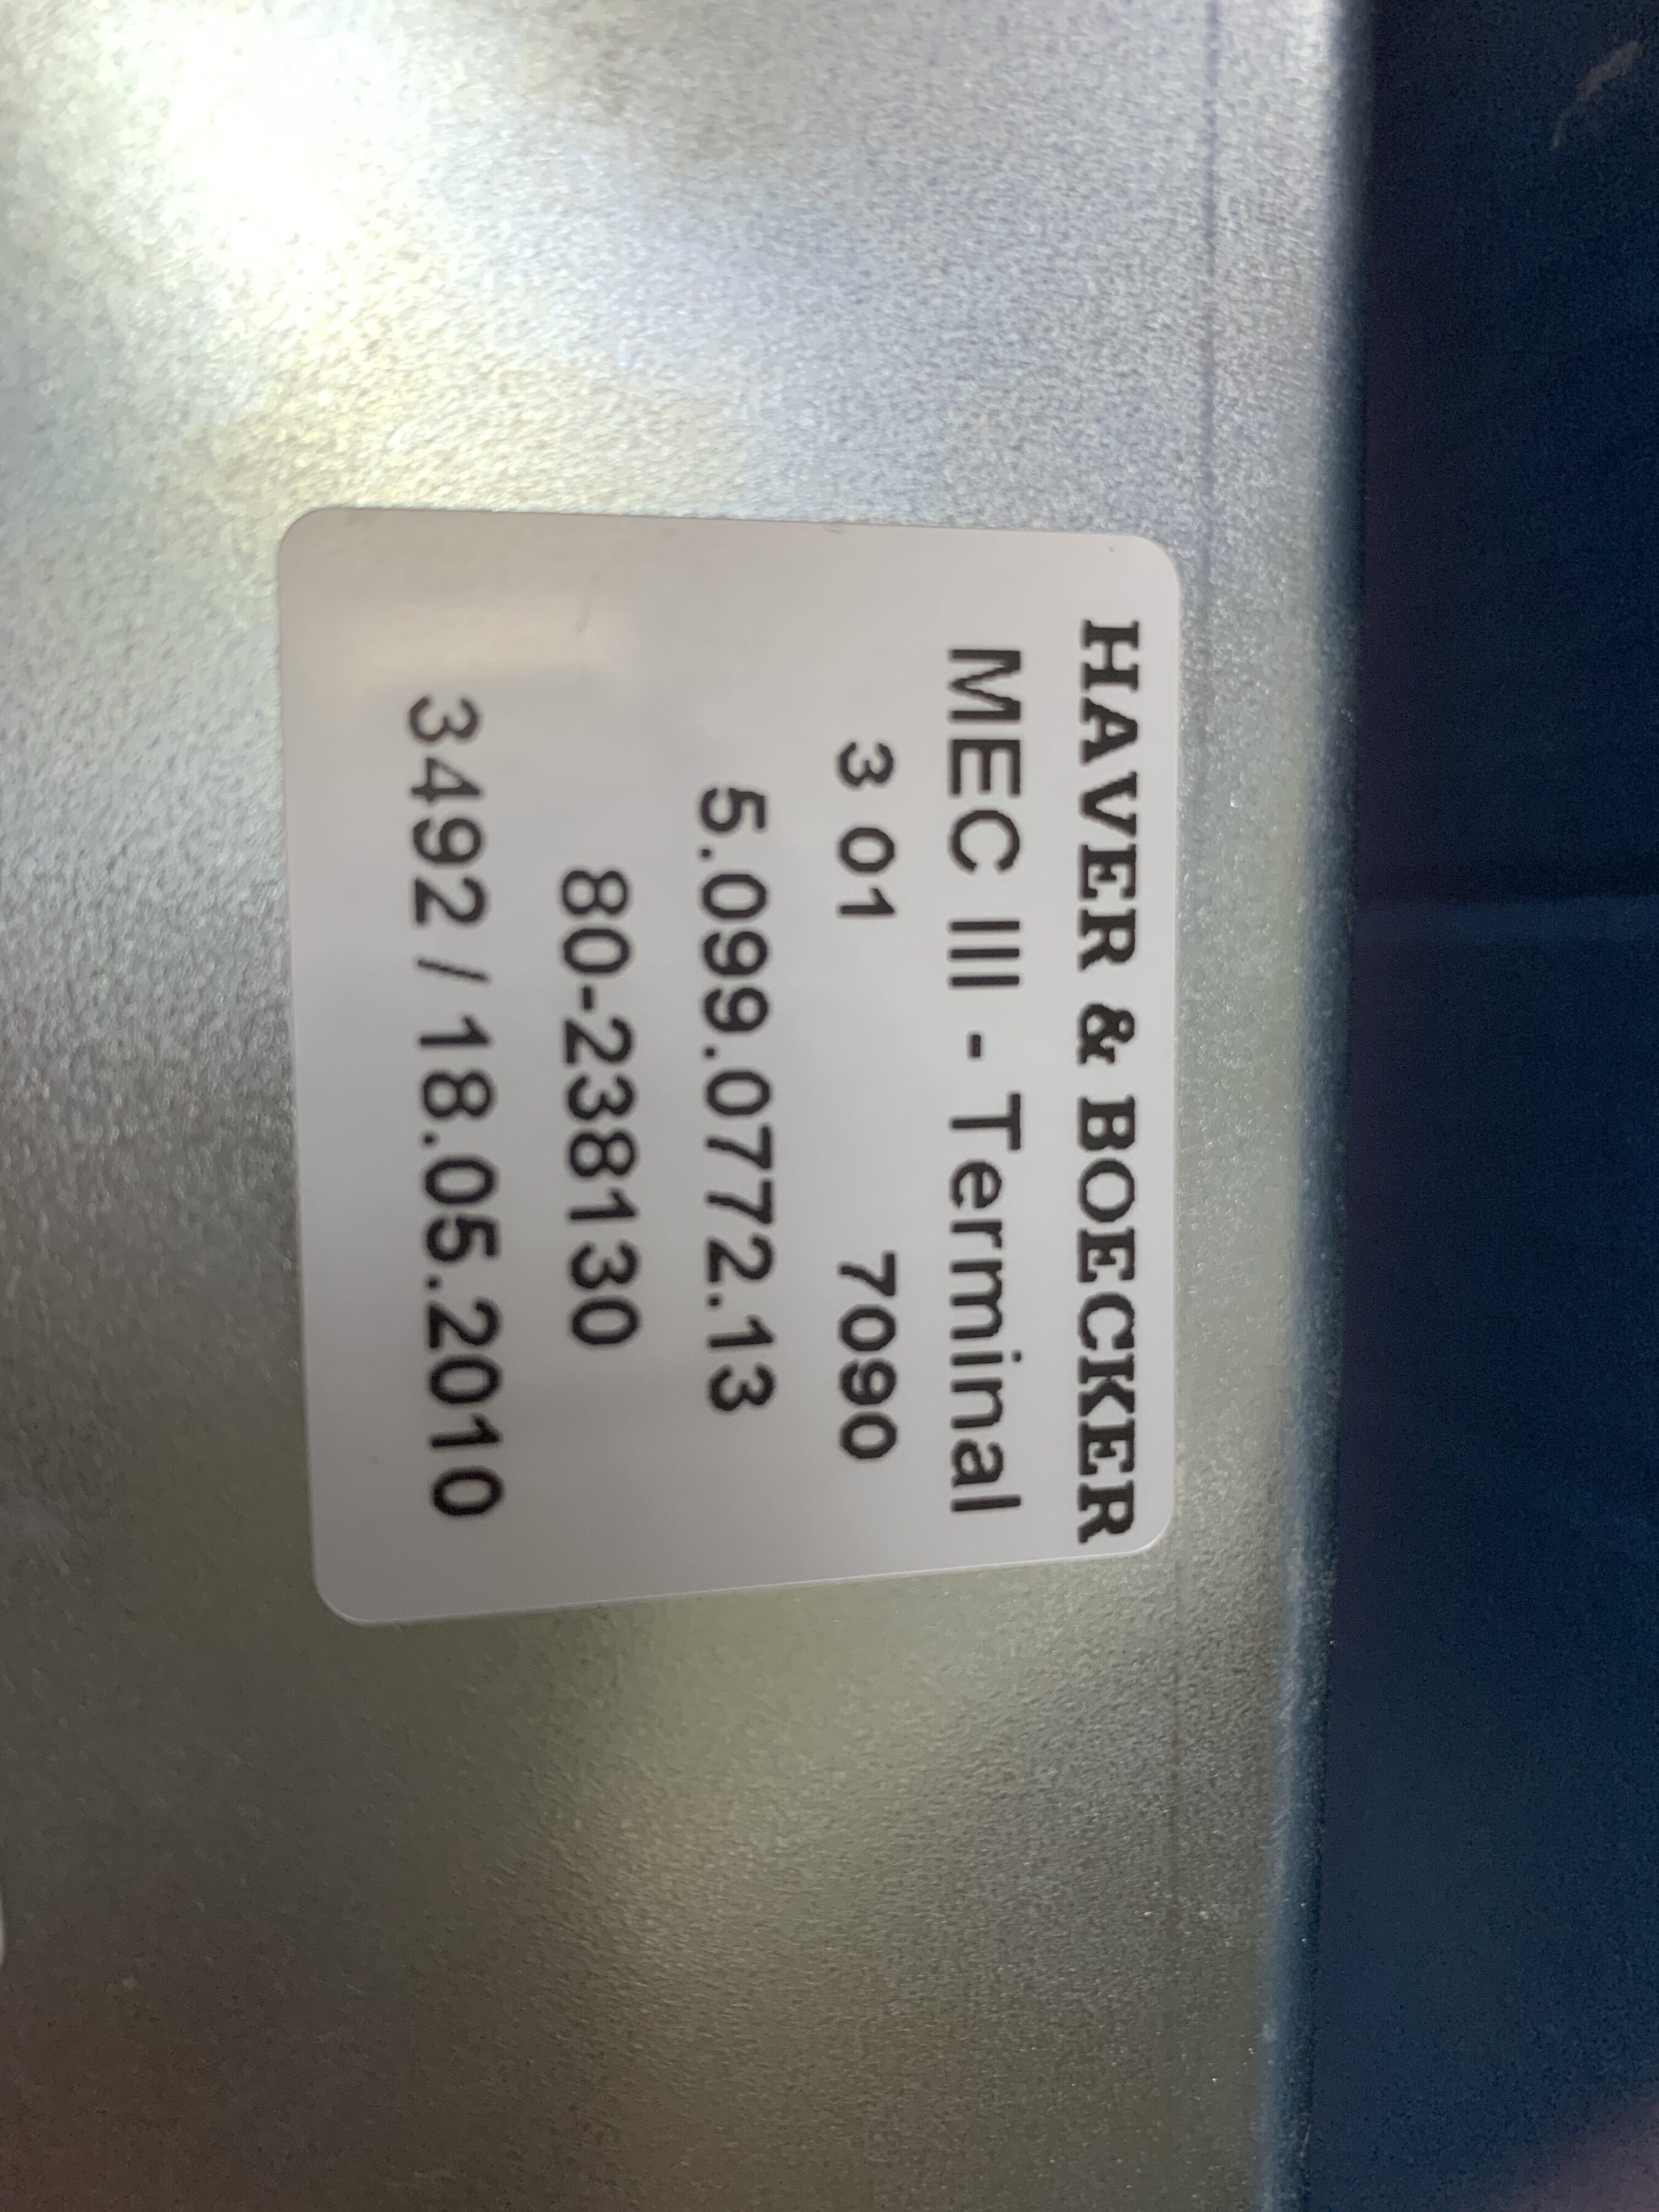 HAVER & BOECKER
MEC III - Terminal
3 01 7090
5.099.0772.13
80-238130
3492 / 18.05.2010